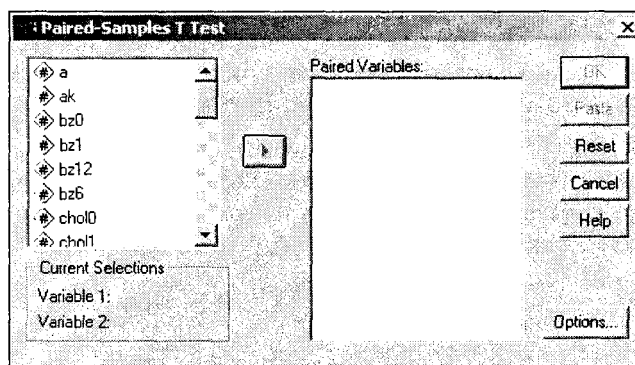 Paired-Samples T Test
a
ak
bz0
bz1
bz12
bz6
chol0
chol1
Current Selections
Variable 1:
Variable 2:
Paired Variables:
OK
Paste
Reset
Cancel
Help
Options...